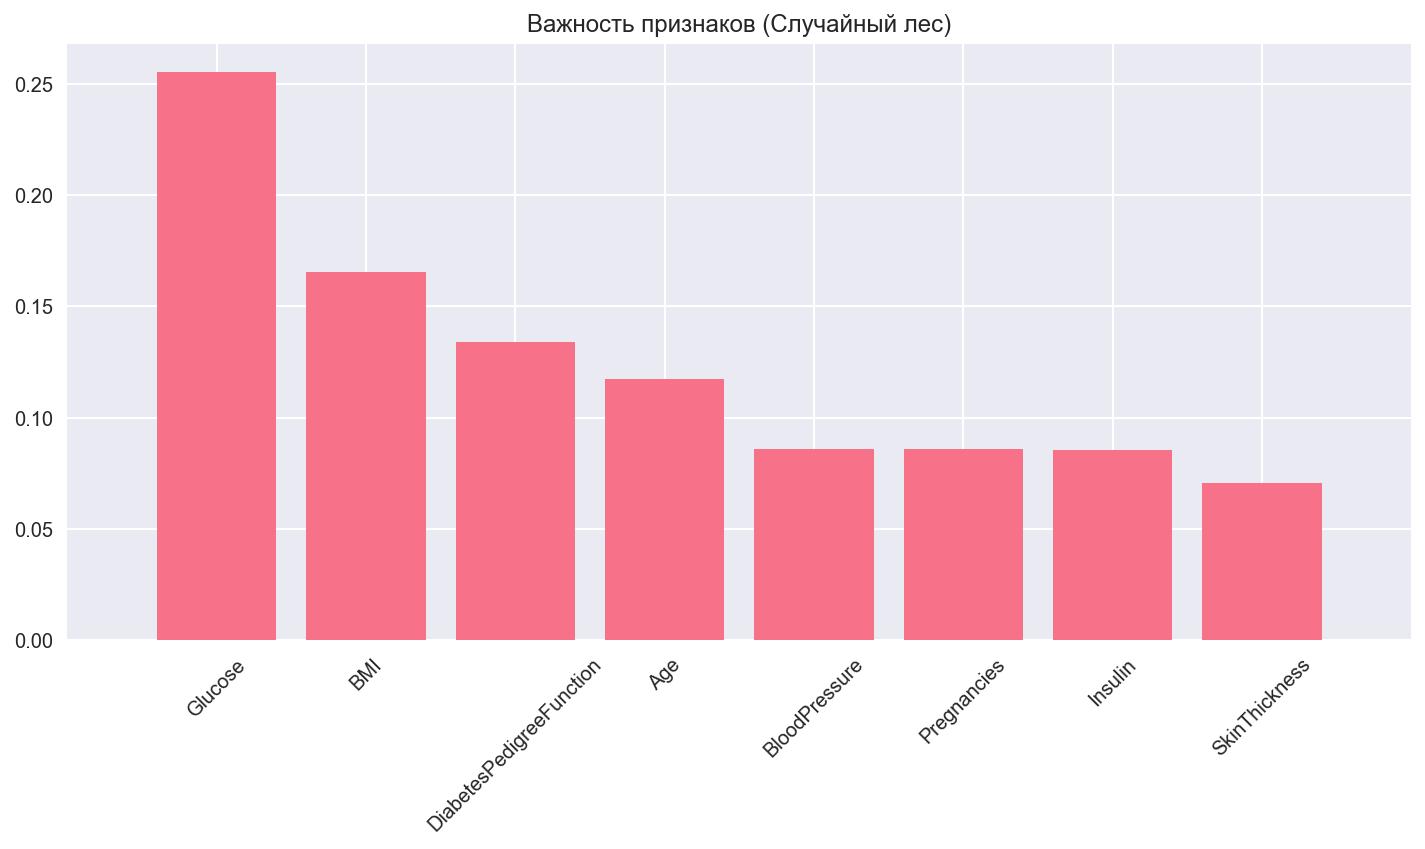 Важность признаков (Случайный лес)
0.25
0.20
0.15
0.10
0.05
0.00
Glucose
BMI
DiabetesPedigreeFunction
Age
BloodPressure
Pregnancies
Insulin
SkinThickness